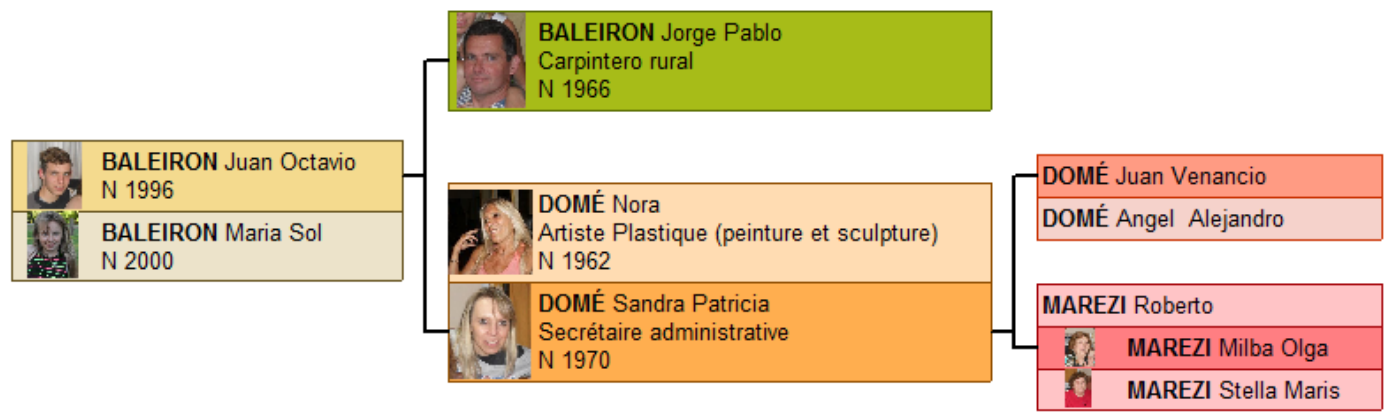 BALEIRON Jorge Pablo
Carpintero rural
N 1966
BALEIRON Juan Octavio
N 1996
BALEIRON Maria Sol
N 2000
DOMÉ Nora
Artiste Plastique (peinture et sculpture)
N 1962
DOMÉ Sandra Patricia
Secrétaire administrative
N 1970
DOMÉ Juan Venancio
DOMÉ Angel Alejandro
MAREZI Roberto
MAREZI Milba Olga
MAREZI Stella Maris